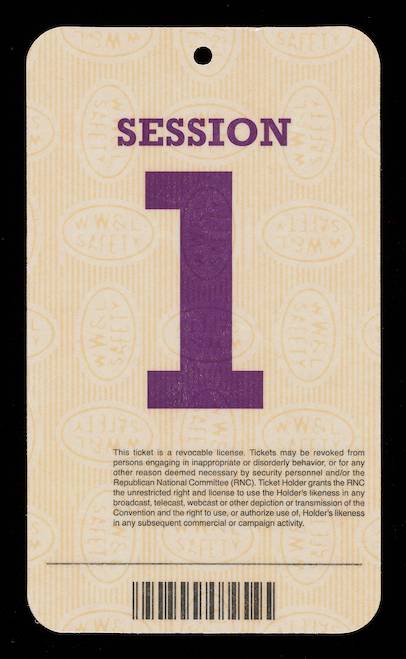 SESSION
1
This ticket is a revocable license. Tickets may be revoked from
persons engaging in inappropriate or disorderly behavior, or for any
other reason deemed necessary by security personnel and/or the
Republican National Committee (RNC). Ticket Holder grants the RNC
the unrestricted right and license to use the Holder's likeness in any
broadcast, telecast, webcast or other depiction or transmission of the
Convention and the right to use, or authorize use of, Holder's likeness
in any subsequent commercial or campaign activity.
WW&L
SAFETY